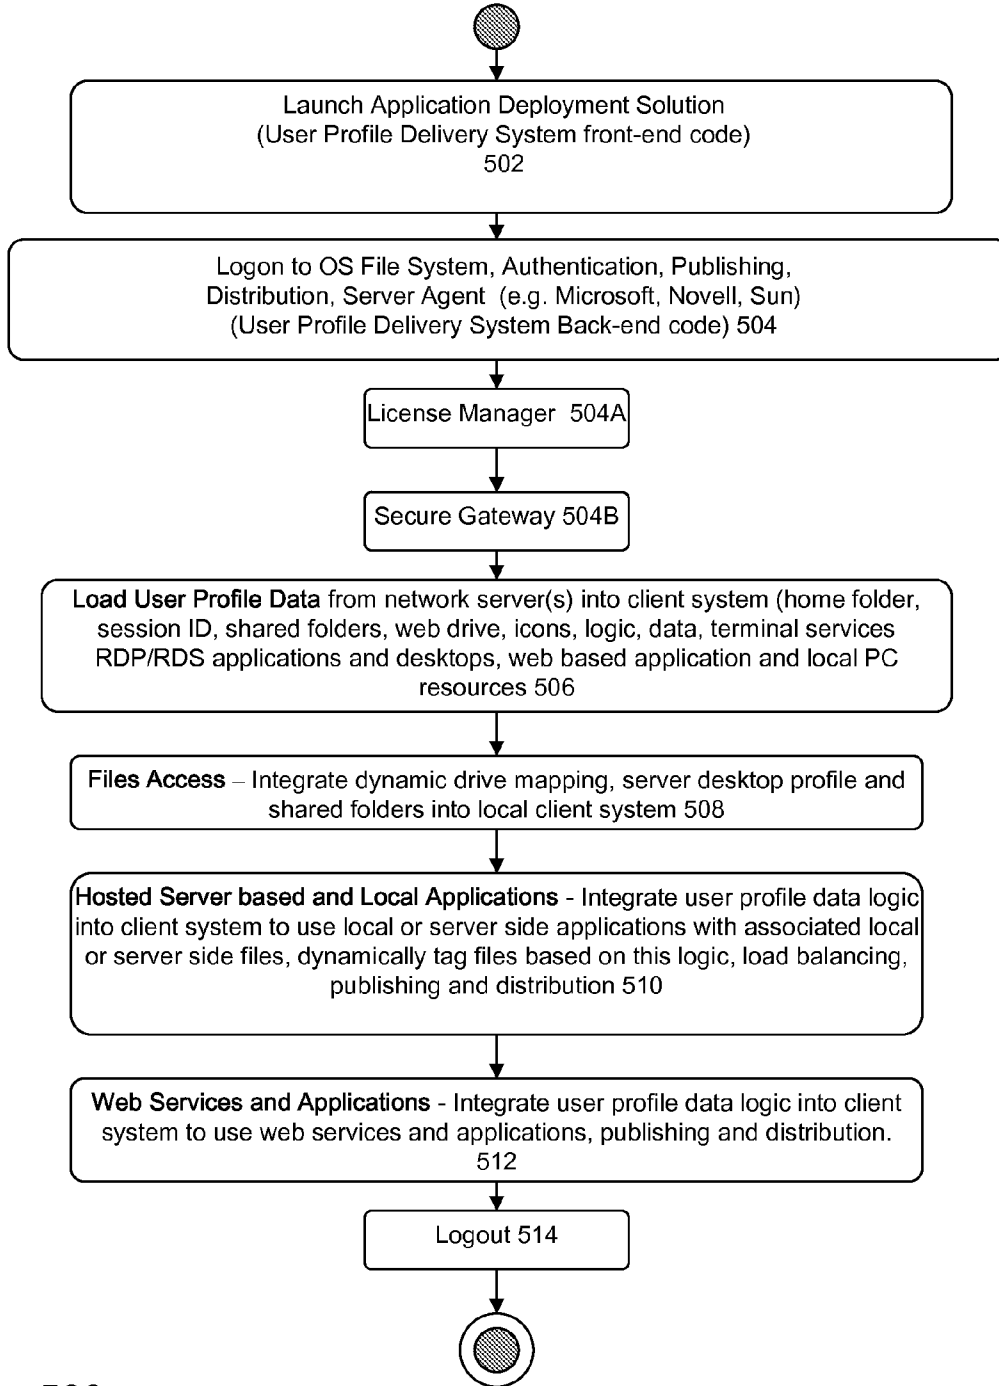 Launch Application Deployment Solution
(User Profile Delivery System front-end code)
502
Logon to OS File System, Authentication, Publishing,
Distribution, Server Agent (e.g. Microsoft, Novell, Sun)
(User Profile Delivery System Back-end code) 504
License Manager 504A
Secure Gateway 504B
Load User Profile Data from network server(s) into client system (home folder,
session ID, shared folders, web drive, icons, logic, data, terminal services
RDP/RDS applications and desktops, web based application and local PC
resources 506
Files Access – Integrate dynamic drive mapping, server desktop profile and
shared folders into local client system 508
Hosted Server based and Local Applications - Integrate user profile data logic
into client system to use local or server side applications with associated local
or server side files, dynamically tag files based on this logic, load balancing,
publishing and distribution 510
Web Services and Applications - Integrate user profile data logic into client
system to use web services and applications, publishing and distribution.
512
Logout 514